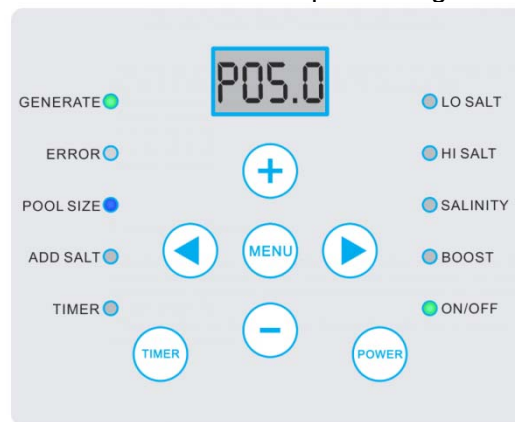 P05.0
GENERATE
ERROR
POOL SIZE
ADD SALT
TIMER
+
MENU
-
TIMER
POWER
LO SALT
HI SALT
SALINITY
BOOST
ON/OFF